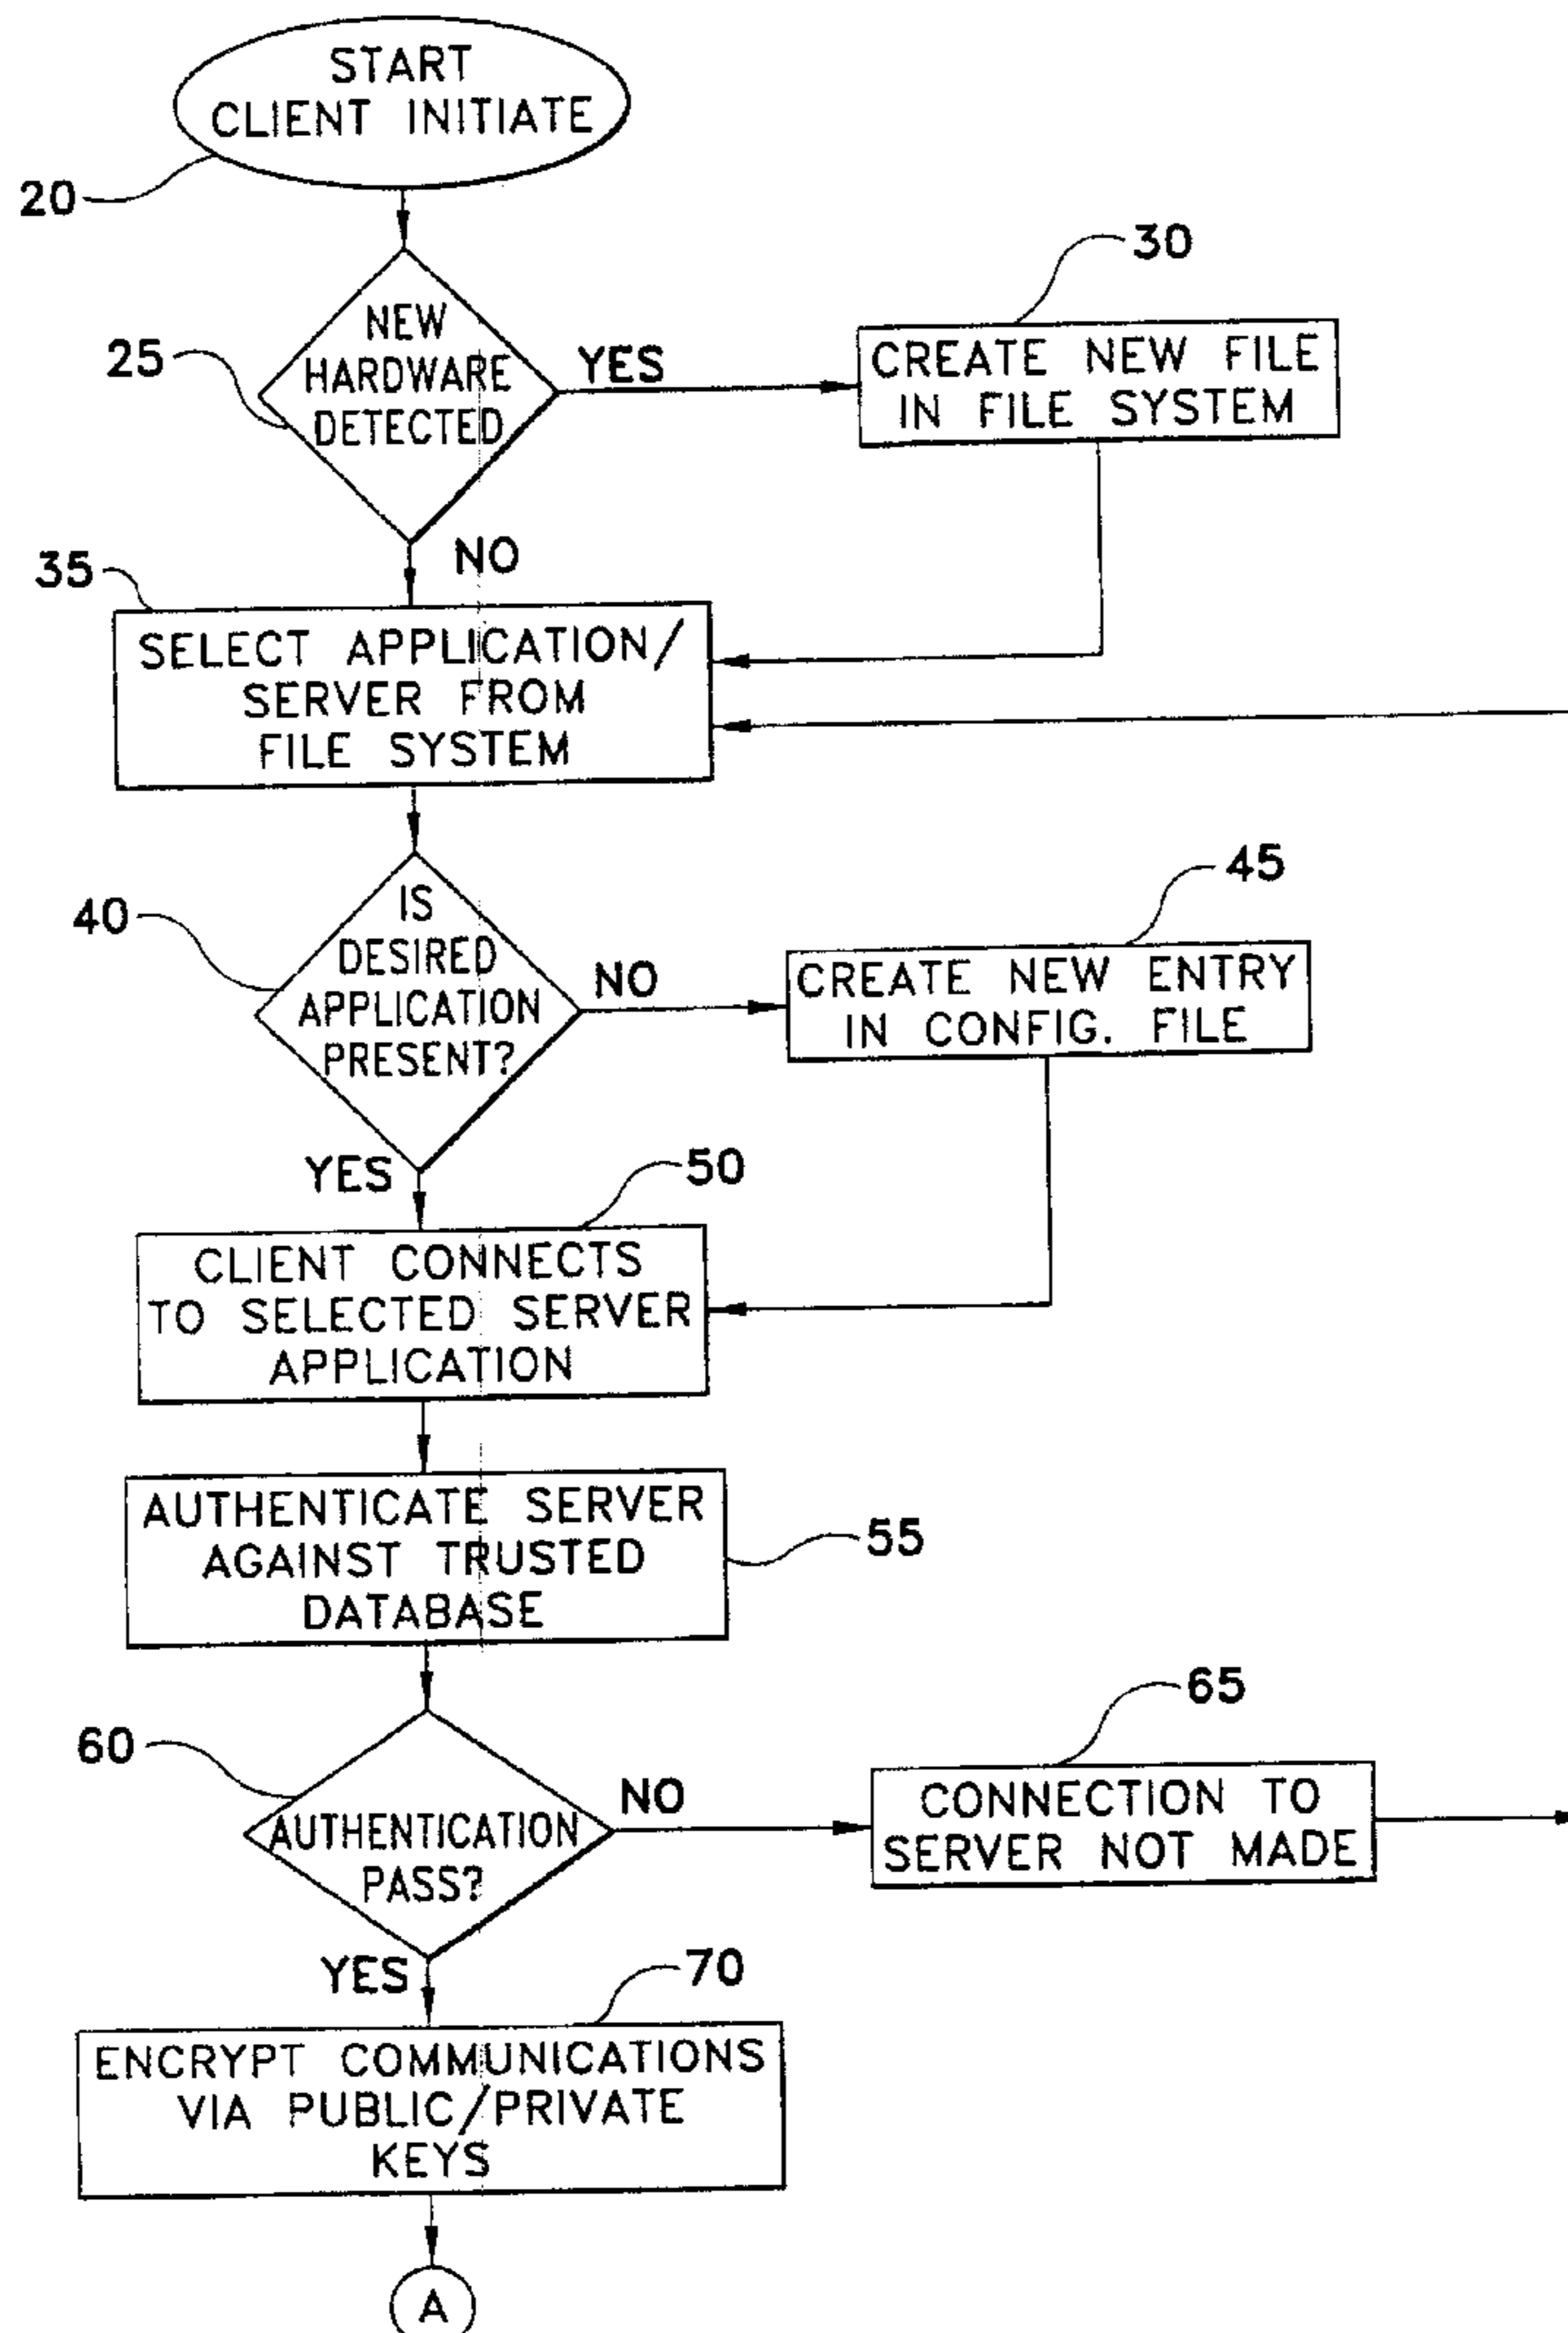 START
CLIENT INITIATE
20
30
NEW
HARDWARE
DETECTED
25
YES
CREATE NEW FILE
IN FILE SYSTEM
NO
35
SELECT APPLICATION/
SERVER FROM
FILE SYSTEM
40
IS
DESIRED
APPLICATION
PRESENT?
NO
45
CREATE NEW ENTRY
IN CONFIG. FILE
YES
50
CLIENT CONNECTS
TO SELECTED SERVER
APPLICATION
AUTHENTICATE SERVER
AGAINST TRUSTED
DATABASE
55
60
AUTHENTICATION
PASS?
NO
65
CONNECTION TO
SERVER NOT MADE
YES
70
ENCRYPT COMMUNICATIONS
VIA PUBLIC/PRIVATE
KEYS
A